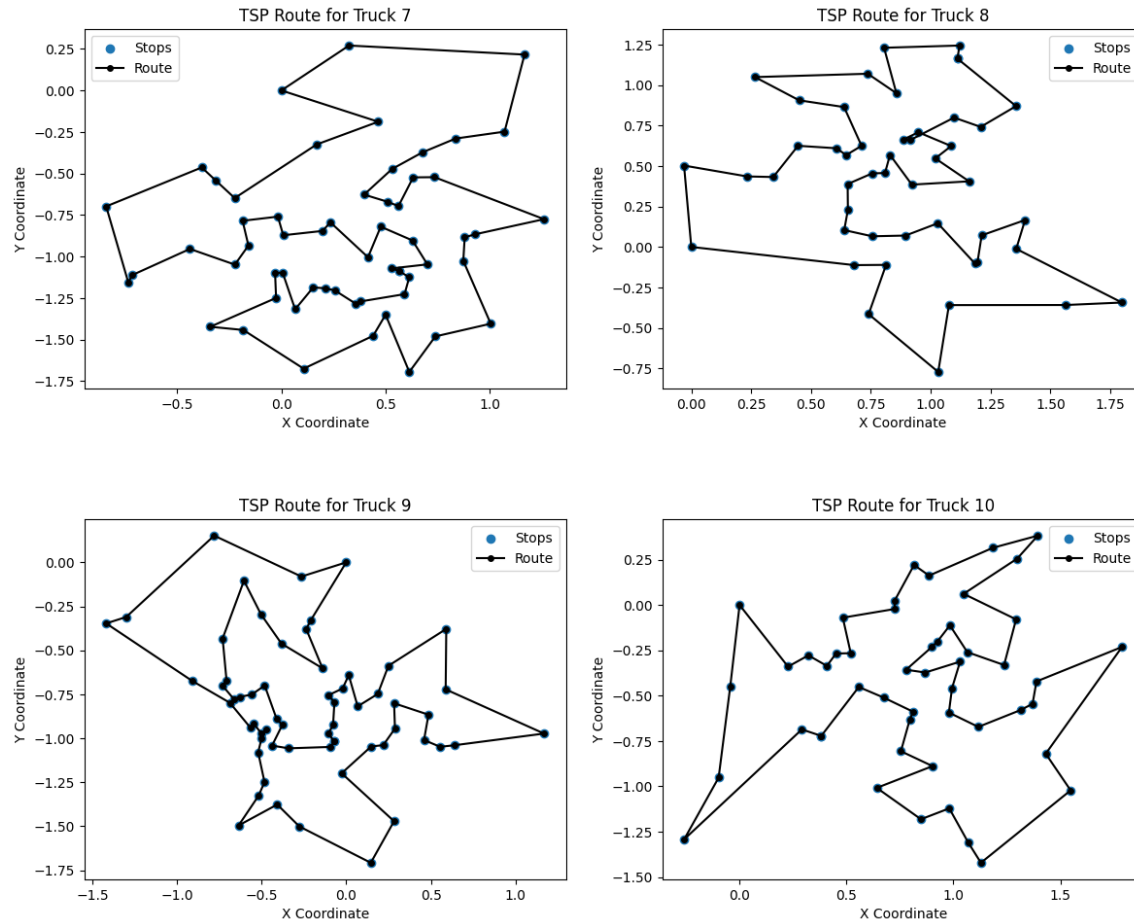 TSP Route for Truck 7
Stops
Route
Y Coordinate
0.25
0.00
−0.25
−0.50
−0.75
−1.00
−1.25
−1.50
−1.75
−0.5
0.0
0.5
1.0
X Coordinate
TSP Route for Truck 8
Stops
Route
Y Coordinate
1.25
1.00
0.75
0.50
0.25
0.00
−0.25
−0.50
−0.75
0.00
0.25
0.50
0.75
1.00
1.25
1.50
1.75
X Coordinate
TSP Route for Truck 9
Stops
Route
Y Coordinate
0.00
−0.25
−0.50
−0.75
−1.00
−1.25
−1.50
−1.75
−1.5
−1.0
−0.5
0.0
0.5
1.0
X Coordinate
TSP Route for Truck 10
Stops
Route
Y Coordinate
0.25
0.00
−0.25
−0.50
−0.75
−1.00
−1.25
−1.50
0.0
0.5
1.0
1.5
X Coordinate